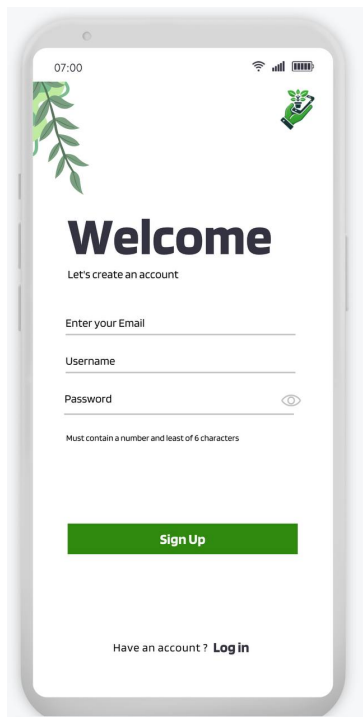 07:00
Welcome
Let's create an account
Enter your Email
Username
Password
Must contain a number and least of 6 characters
Sign Up
Have an account ? Log in